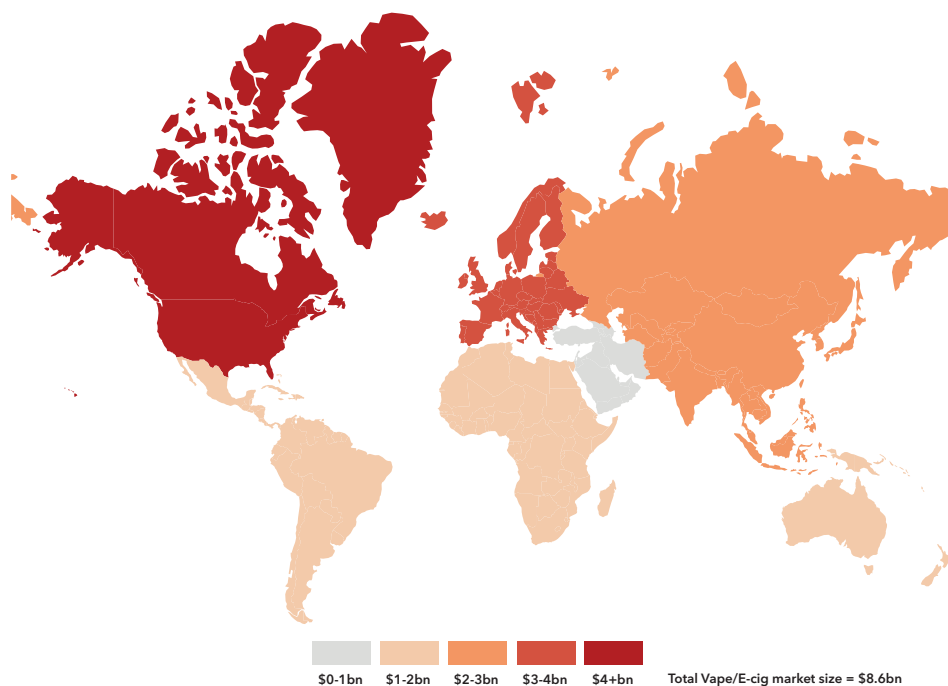 $0-1bn
$1-2bn
$2-3bn
$3-4bn
$4+bn
Total Vape/E-cig market size = $8.6bn